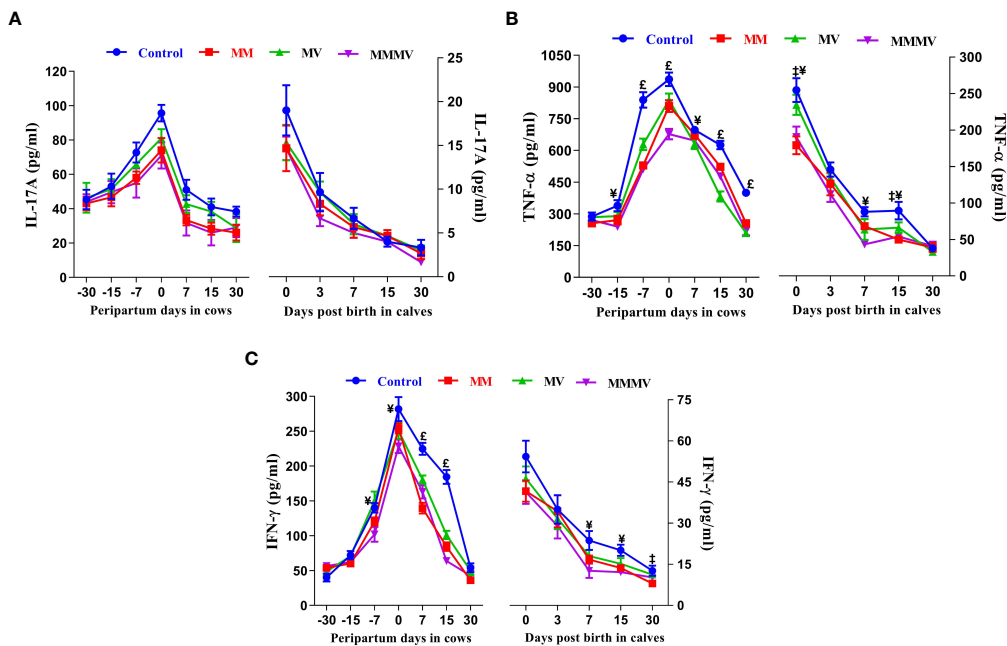 A
Control MM MV MMMV
IL-17A (pg/ml)
120
100
80
60
40
20
0
-30 -15 -7 0 7 15 30
Peripartum days in cows
25
20
15
10
5
0
IL-17A (pg/ml)
0 3 7 15 30
Days post birth in calves
B
Control MM MV MMMV
TNF-α (pg/ml)
1050
900
750
600
450
300
150
¥ £ £ ¥ £ £
-30 -15 -7 0 7 15 30
Peripartum days in cows
300
250
200
150
100
50
0
TNF-α (pg/ml)
‡¥ ¥ ‡¥
0 3 7 15 30
Days post birth in calves
C
Control MM MV MMMV
IFN-γ (pg/ml)
300
250
200
150
100
50
0
¥ ¥ £ £
-30 -15 -7 0 7 15 30
Peripartum days in cows
75
60
45
30
15
0
IFN-γ (pg/ml)
¥ ¥ ‡
0 3 7 15 30
Days post birth in calves